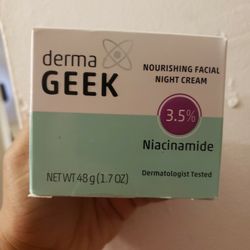 derma
GEEK
NOURISHING FACIAL
NIGHT CREAM
3.5%
Niacinamide
NET WT 48 g (1.7 OZ)
Dermatologist Tested